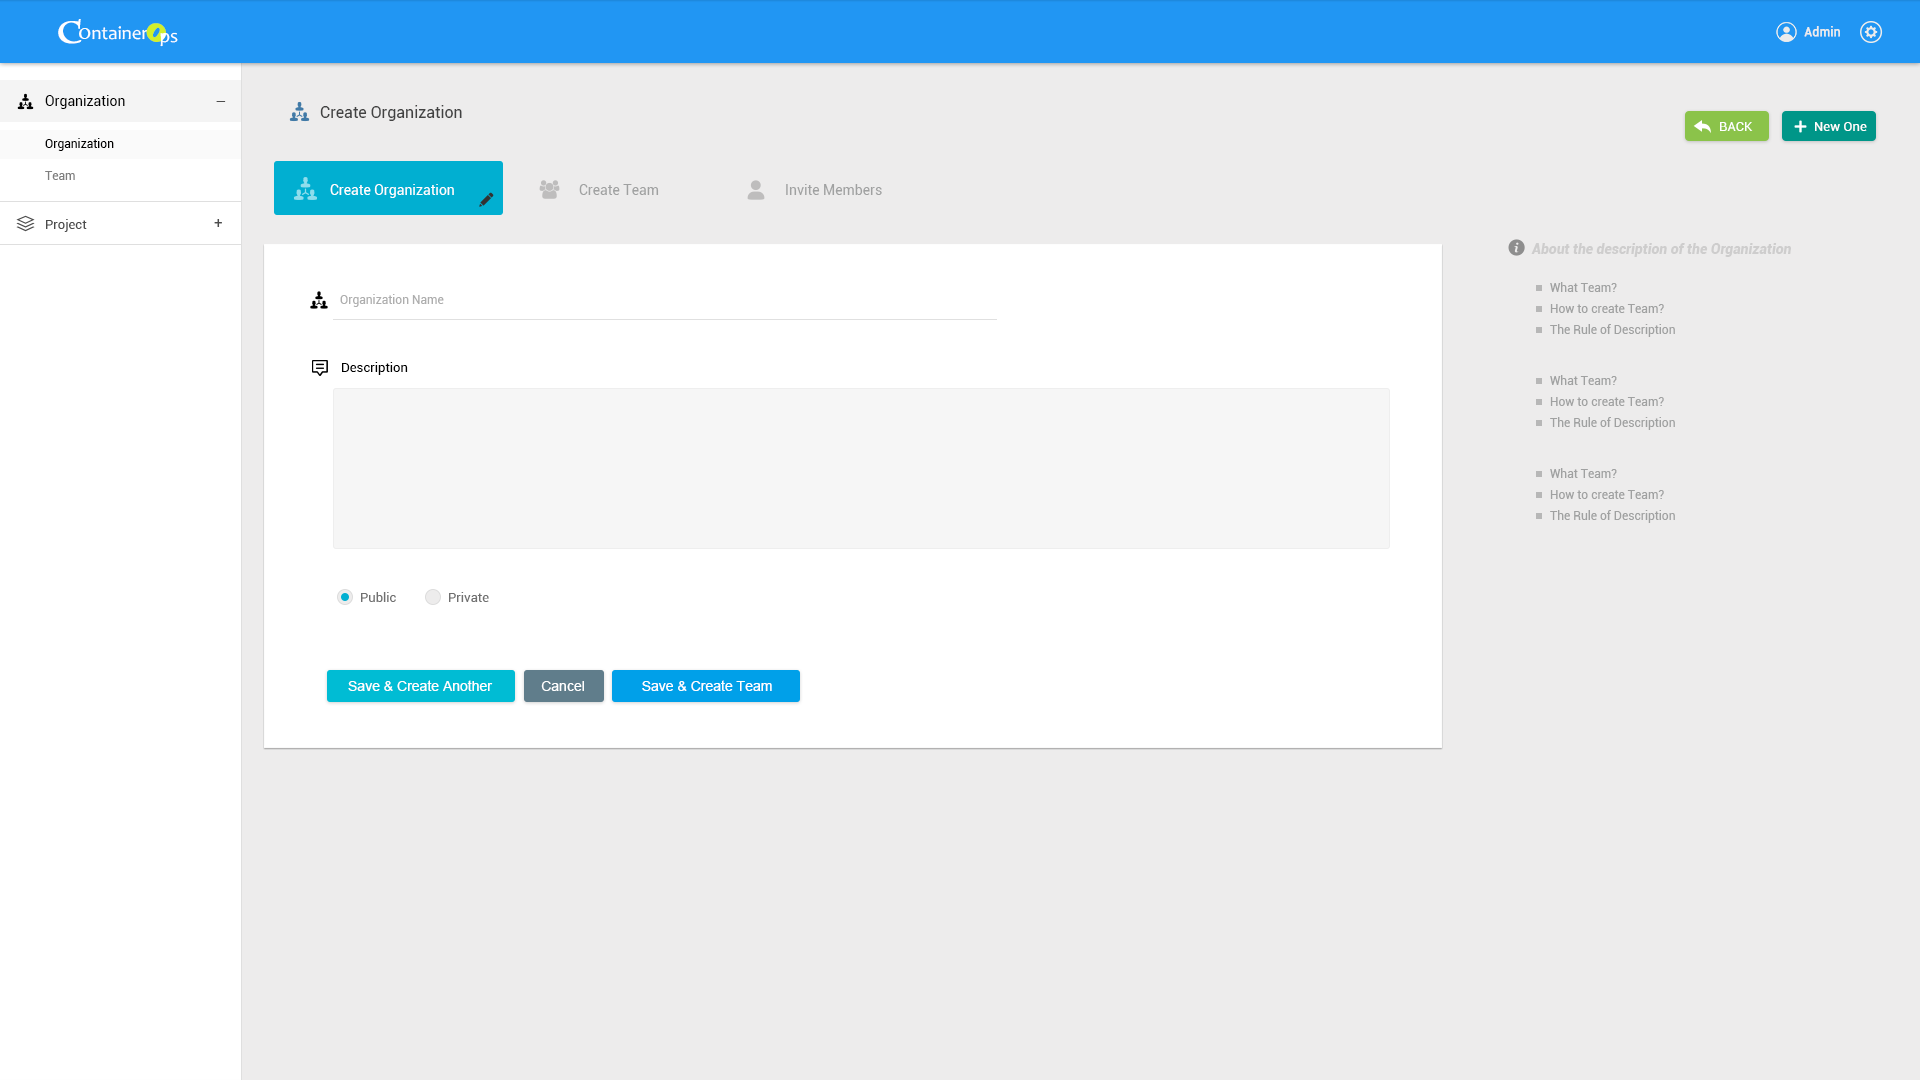 ContainerOps
Admin
Organization
Organization
Team
Project
Create Organization
BACK
New One
Create Organization
Create Team
Invite Members
Organization Name
Description
Public
Private
Save & Create Another
Cancel
Save & Create Team
About the description of the Organization
What Team?
How to create Team?
The Rule of Description
What Team?
How to create Team?
The Rule of Description
What Team?
How to create Team?
The Rule of Description